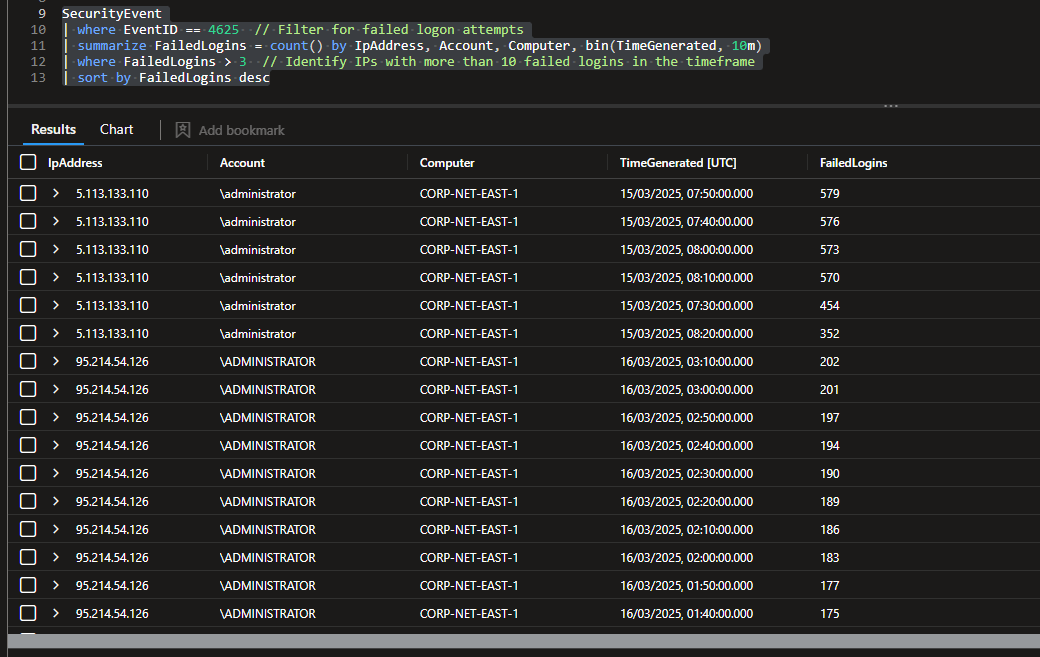 9 SecurityEvent
10 | where EventID == 4625 // Filter for failed logon attempts
11 | summarize FailedLogins = count() by IpAddress, Account, Computer, bin(TimeGenerated, 10m)
12 | where FailedLogins > 3 // Identify IPs with more than 10 failed logins in the timeframe
13 | sort by FailedLogins desc
Results Chart Add bookmark
IpAddress Account Computer TimeGenerated [UTC] FailedLogins
5.113.133.110 \administrator CORP-NET-EAST-1 15/03/2025, 07:50:00.000 579
5.113.133.110 \administrator CORP-NET-EAST-1 15/03/2025, 07:40:00.000 576
5.113.133.110 \administrator CORP-NET-EAST-1 15/03/2025, 08:00:00.000 573
5.113.133.110 \administrator CORP-NET-EAST-1 15/03/2025, 08:10:00.000 570
5.113.133.110 \administrator CORP-NET-EAST-1 15/03/2025, 07:30:00.000 454
5.113.133.110 \administrator CORP-NET-EAST-1 15/03/2025, 08:20:00.000 352
95.214.54.126 \ADMINISTRATOR CORP-NET-EAST-1 16/03/2025, 03:10:00.000 202
95.214.54.126 \ADMINISTRATOR CORP-NET-EAST-1 16/03/2025, 03:00:00.000 201
95.214.54.126 \ADMINISTRATOR CORP-NET-EAST-1 16/03/2025, 02:50:00.000 197
95.214.54.126 \ADMINISTRATOR CORP-NET-EAST-1 16/03/2025, 02:40:00.000 194
95.214.54.126 \ADMINISTRATOR CORP-NET-EAST-1 16/03/2025, 02:30:00.000 190
95.214.54.126 \ADMINISTRATOR CORP-NET-EAST-1 16/03/2025, 02:20:00.000 189
95.214.54.126 \ADMINISTRATOR CORP-NET-EAST-1 16/03/2025, 02:10:00.000 186
95.214.54.126 \ADMINISTRATOR CORP-NET-EAST-1 16/03/2025, 02:00:00.000 183
95.214.54.126 \ADMINISTRATOR CORP-NET-EAST-1 16/03/2025, 01:50:00.000 177
95.214.54.126 \ADMINISTRATOR CORP-NET-EAST-1 16/03/2025, 01:40:00.000 175